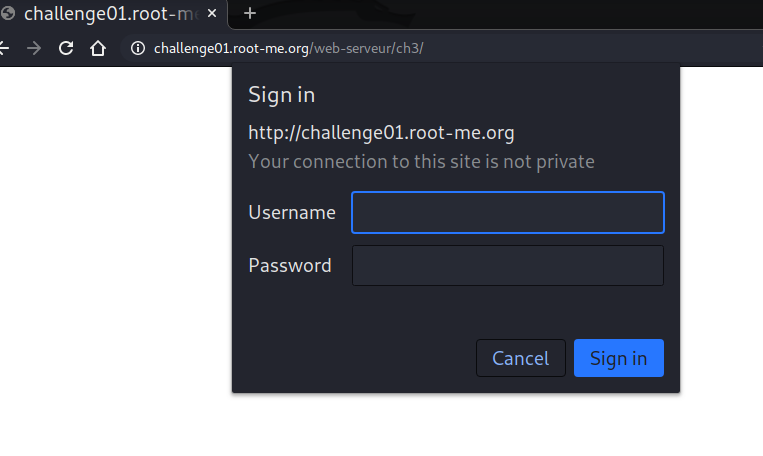 challenge01.root-me
challenge01.root-me.org/web-serveur/ch3/
Sign in
http://challenge01.root-me.org
Your connection to this site is not private
Username
Password
Cancel Sign in